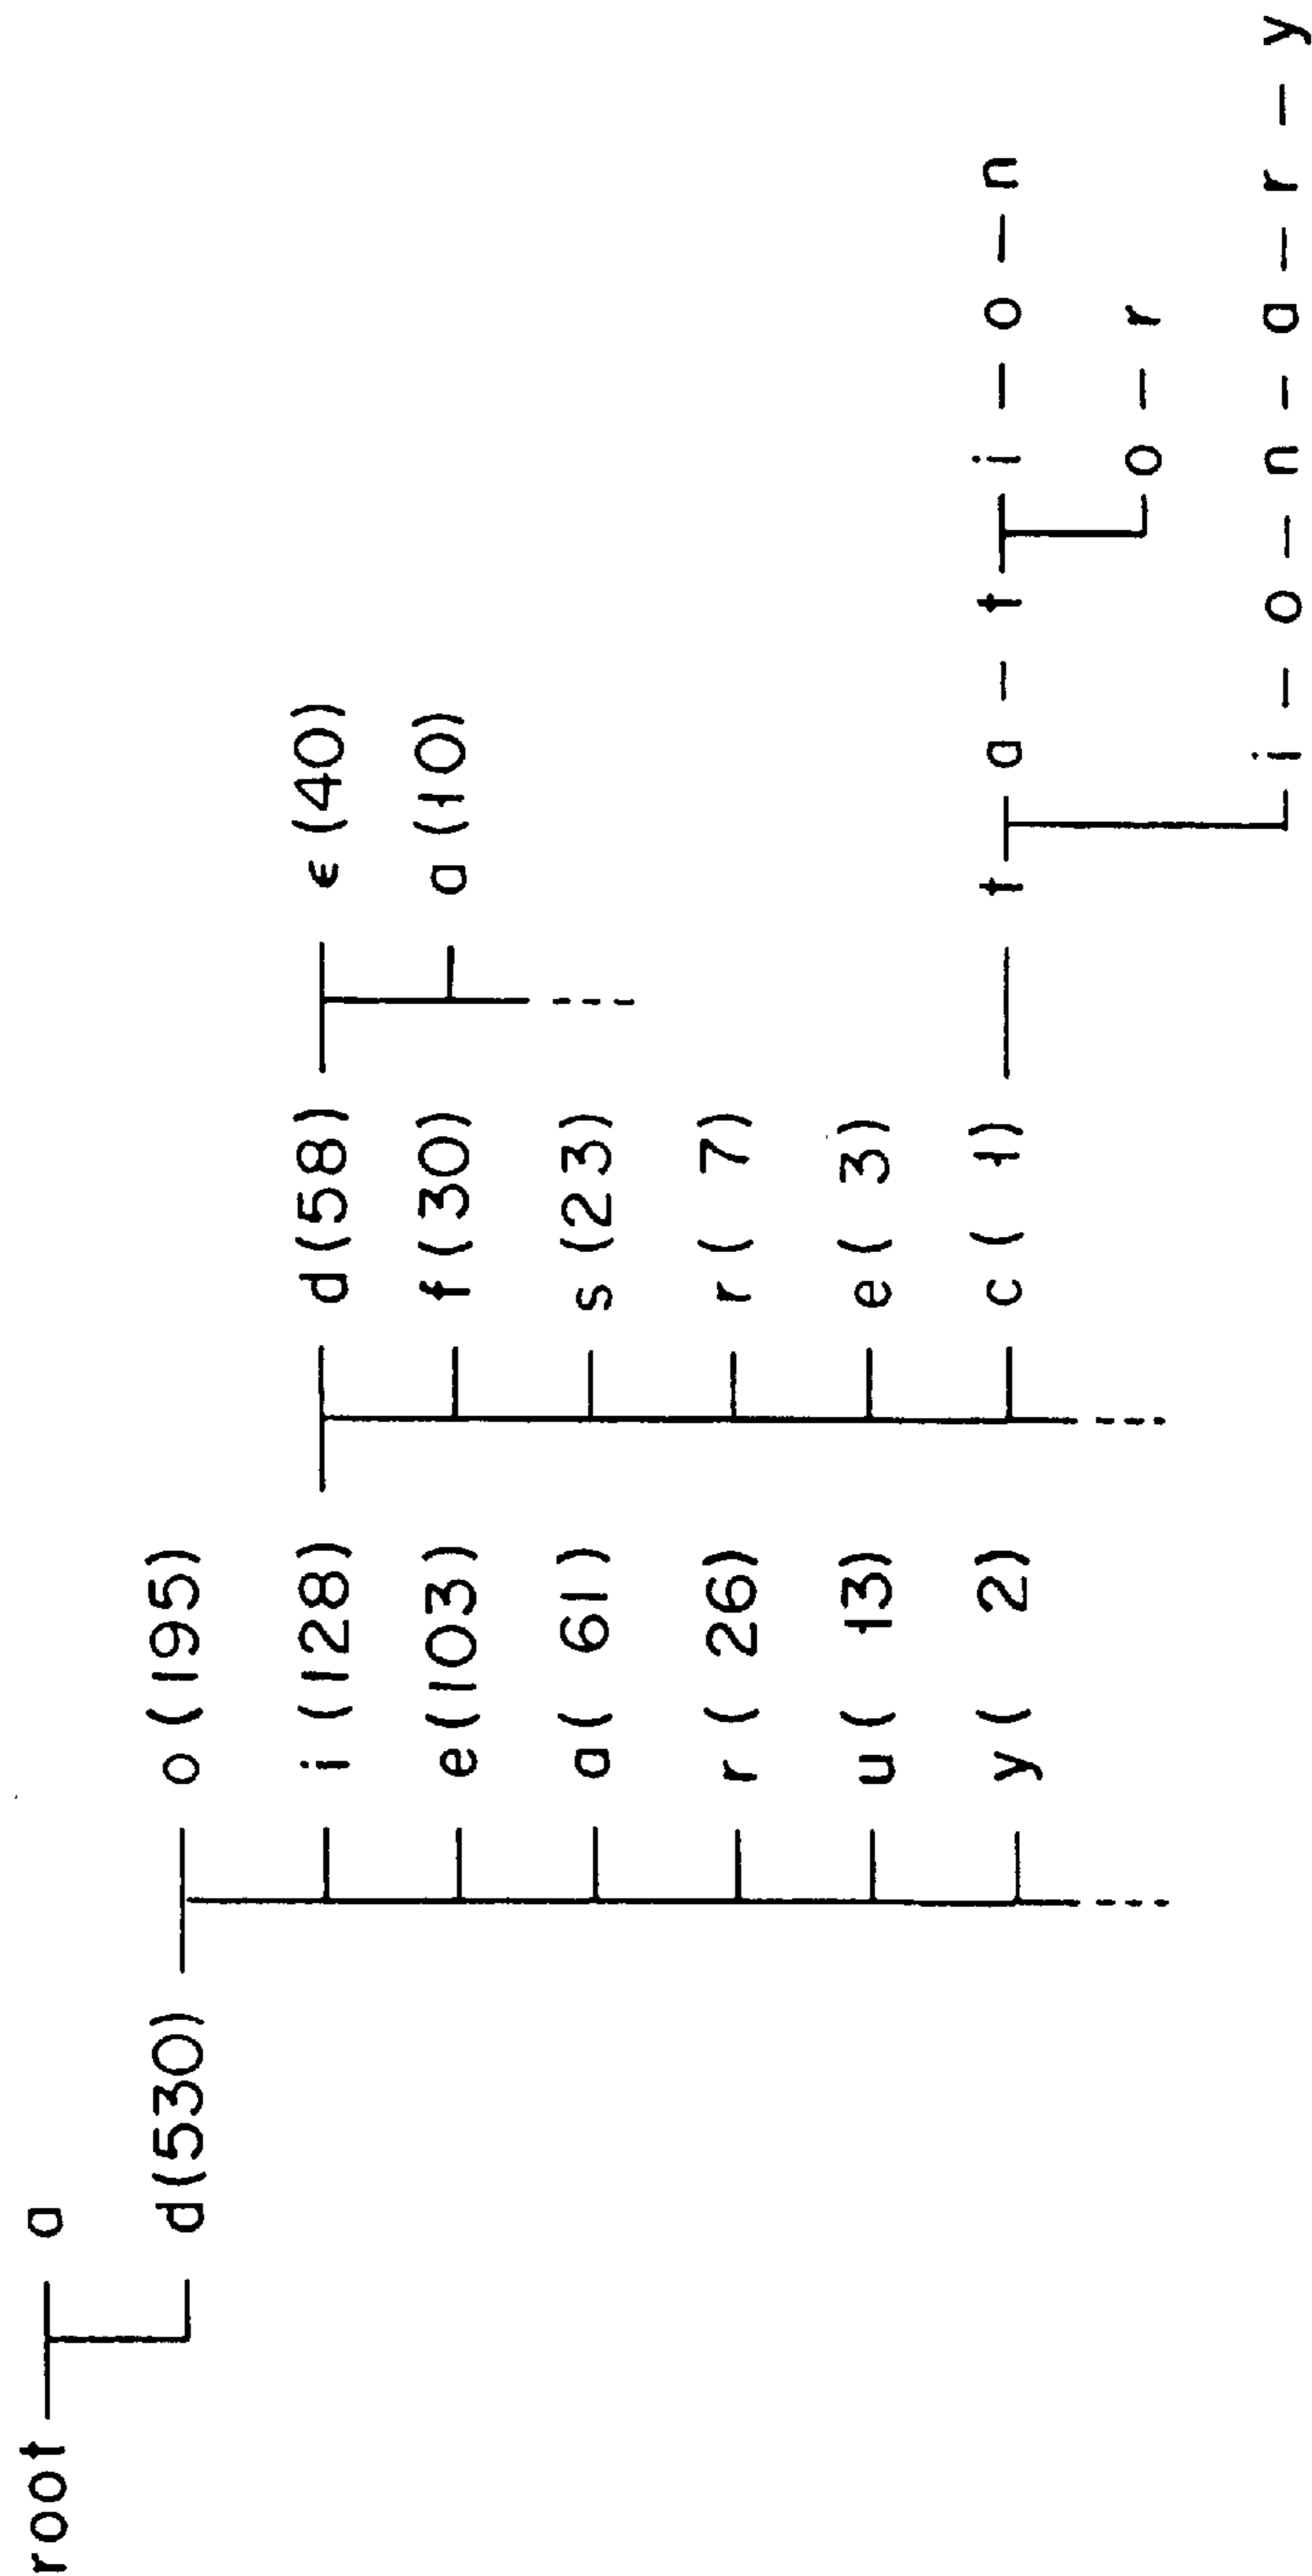 root a
d(530) o(195)
i(128) d(58) ϵ(40)
e(103) f(30) a(10)
a( 61) s(23)
r( 26) r( 7)
u( 13) e( 3)
y( 2) c( 1) t a - t i - o - n
o - r
i - o - n - a - r - y